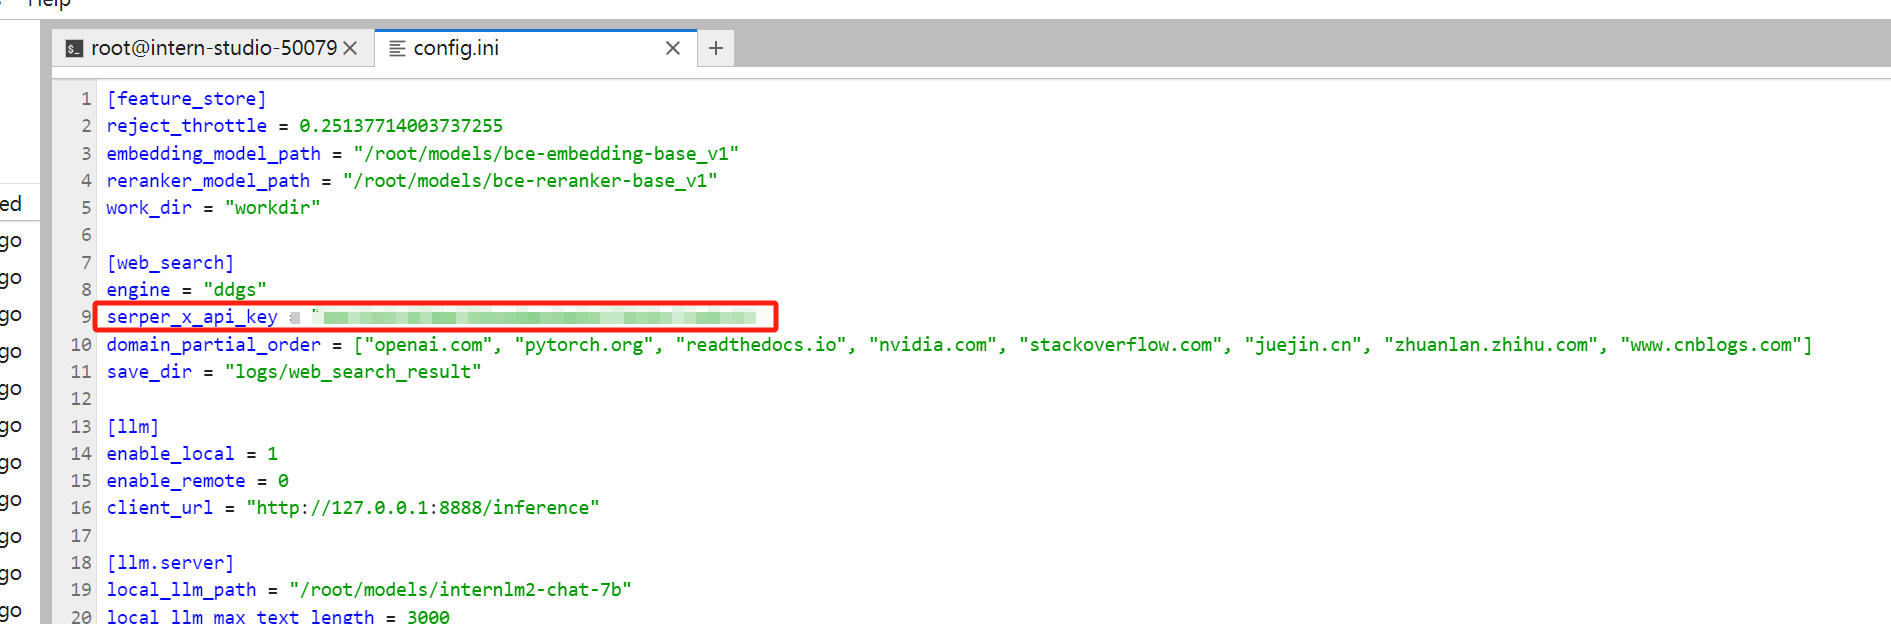 Help
root@intern-studio-50079
config.ini
ed
go
go
go
go
go
go
go
go
go
go
go
1 [feature_store]
2 reject_throttle = 0.25137714003737255
3 embedding_model_path = "/root/models/bce-embedding-base_v1"
4 reranker_model_path = "/root/models/bce-reranker-base_v1"
5 work_dir = "workdir"
6
7 [web_search]
8 engine = "ddgs"
9 serper_x_api_key
10 domain_partial_order = ["openai.com", "pytorch.org", "readthedocs.io", "nvidia.com", "stackoverflow.com", "juejin.cn", "zhuanlan.zhihu.com", "www.cnblogs.com"]
11 save_dir = "logs/web_search_result"
12
13 [llm]
14 enable_local = 1
15 enable_remote = 0
16 client_url = "http://127.0.0.1:8888/inference"
17
18 [llm.server]
19 local_llm_path = "/root/models/internlm2-chat-7b"
20 local_llm_max_text_length = 3000